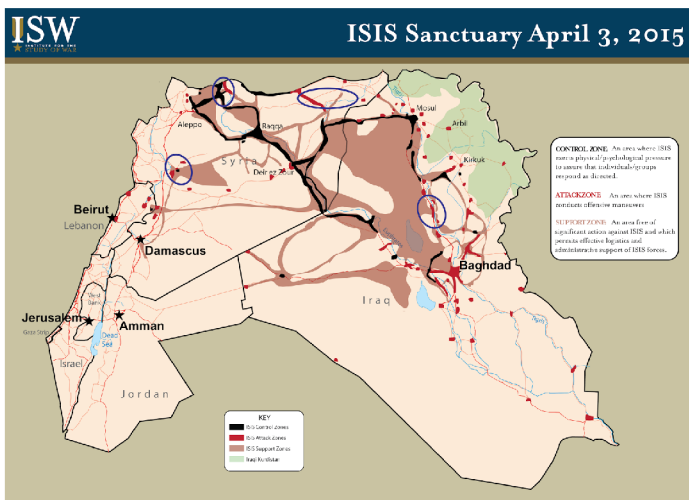 ISW
INSTITUTE FOR THE
STUDY OF WAR
ISIS SANCTUARY APRIL 3, 2015
Mosul
Arbil
Aleppo
Raqqa
Kirkuk
Syria
Deir ez Zour
Beirut
Lebanon
Damascus
Baghdad
Iraq
West
Bank
Jerusalem
Amman
Gaza Strip
Dead
Sea
Israel
Jordan
CONTROL ZONE An area where ISIS
exerts physical/psychological pressure
to assure that individuals/groups
respond as directed.
ATTACK ZONE An area where ISIS
conducts offensive maneuvers
SUPPORT ZONE An area free of
significant action against ISIS and which
permits effective logistics and
administrative support of ISIS forces.
KEY
ISIS Control Zones
ISIS Attack Zones
ISIS Support Zones
Iraqi Kurdistan